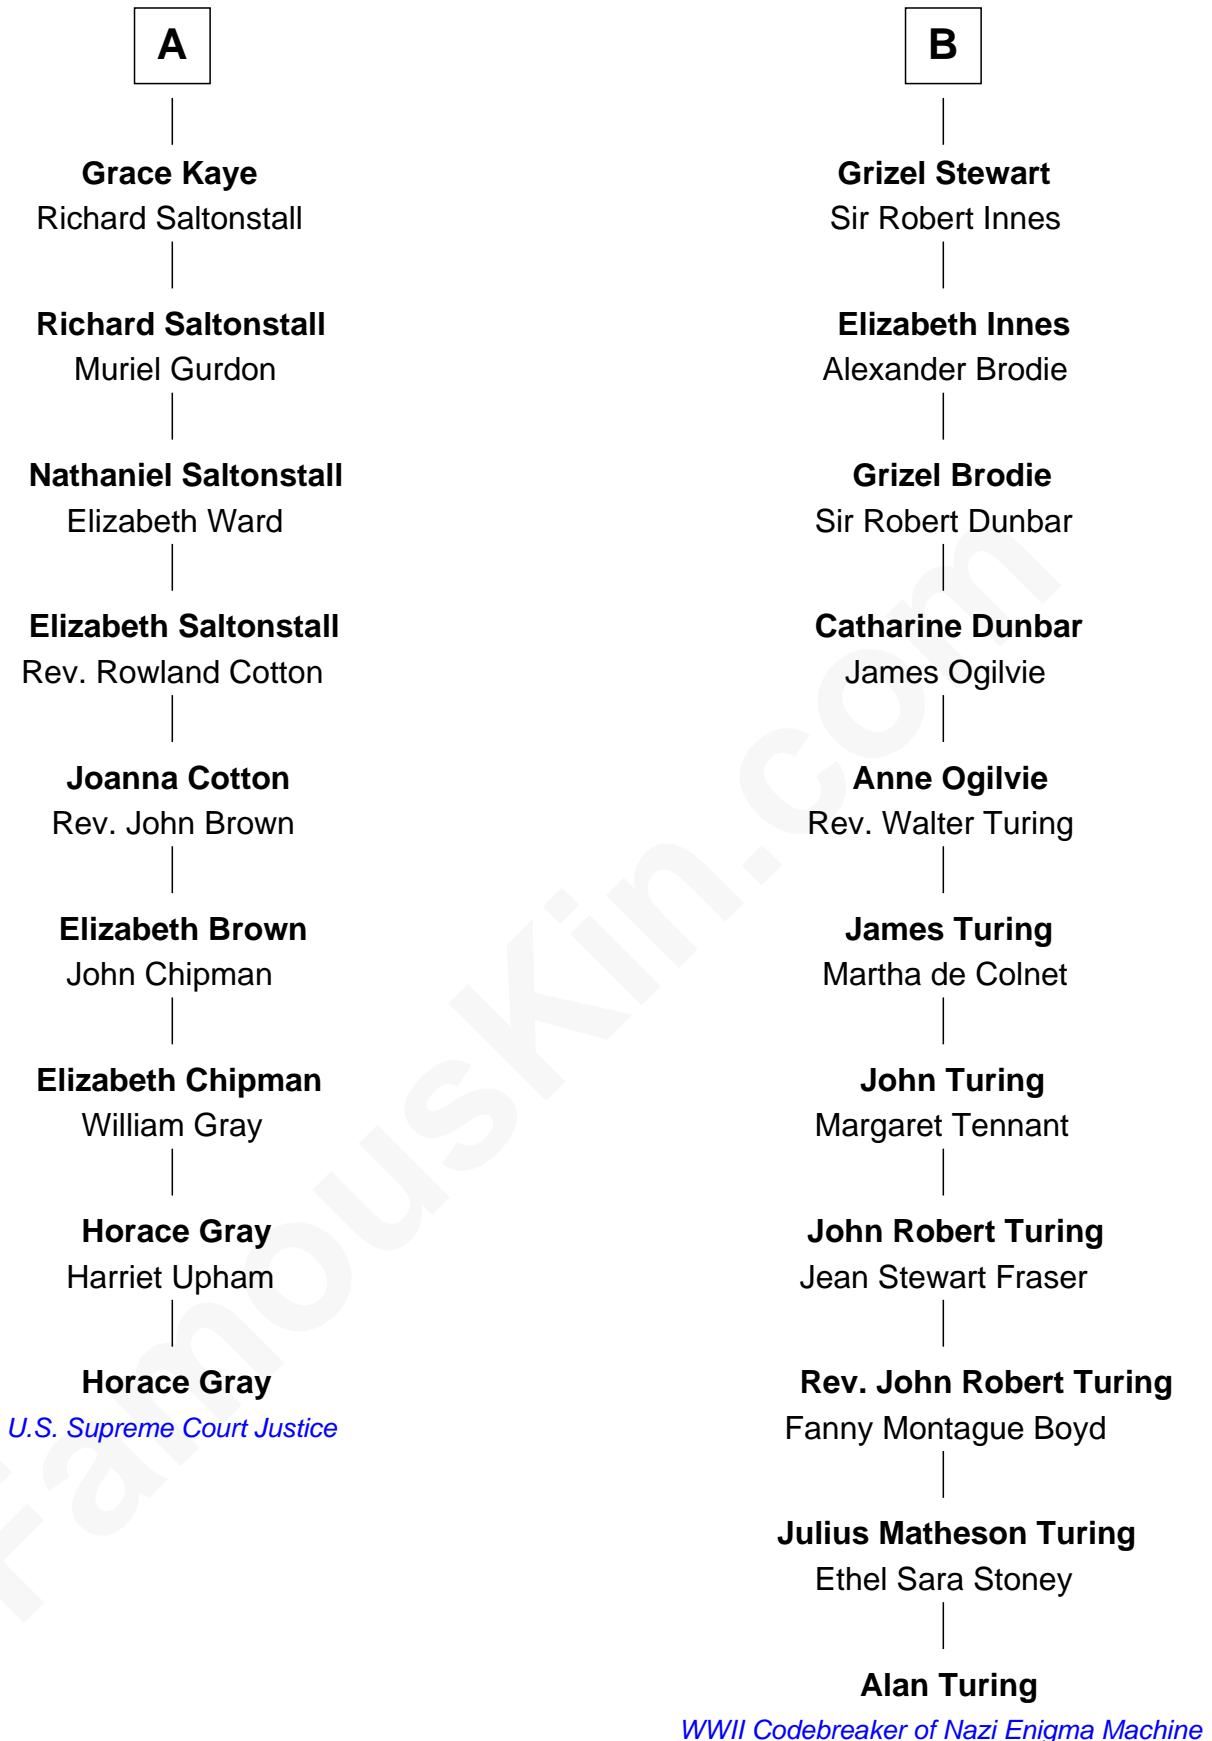 A
Grace Kaye
Richard Saltonstall
Richard Saltonstall
Muriel Gurdon
Nathaniel Saltonstall
Elizabeth Ward
Elizabeth Saltonstall
Rev. Rowland Cotton
Joanna Cotton
Rev. John Brown
Elizabeth Brown
John Chipman
Elizabeth Chipman
William Gray
Horace Gray
Harriet Upham
Horace Gray
U.S. Supreme Court Justice
B
Grizel Stewart
Sir Robert Innes
Elizabeth Innes
Alexander Brodie
Grizel Brodie
Sir Robert Dunbar
Catharine Dunbar
James Ogilvie
Anne Ogilvie
Rev. Walter Turing
James Turing
Martha de Colnet
John Turing
Margaret Tennant
John Robert Turing
Jean Stewart Fraser
Rev. John Robert Turing
Fanny Montague Boyd
Julius Matheson Turing
Ethel Sara Stoney
Alan Turing
WWII Codebreaker of Nazi Enigma Machine
FamousKin.com